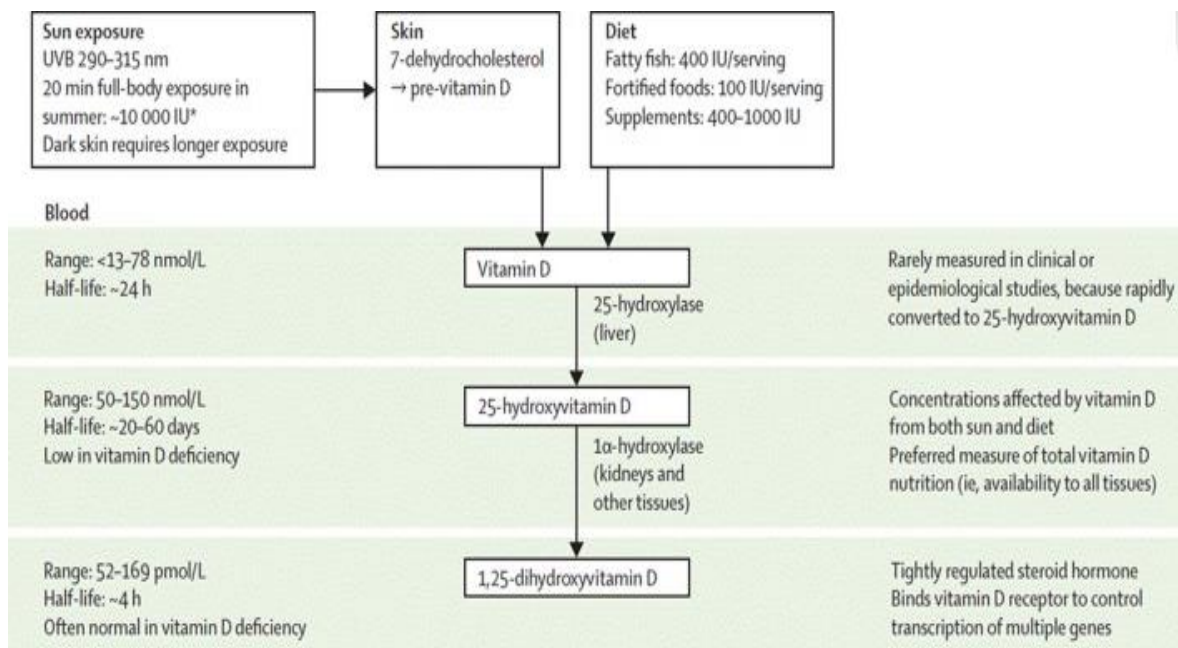 Sun exposure
UVB 290–315 nm
20 min full-body exposure in
summer: ~10 000 IU*
Dark skin requires longer exposure
Skin
7-dehydrocholesterol
→ pre-vitamin D
Diet
Fatty fish: 400 IU/serving
Fortified foods: 100 IU/serving
Supplements: 400–1000 IU
Blood
Range: <13–78 nmol/L
Half-life: ~24 h
Vitamin D
25-hydroxylase
(liver)
Rarely measured in clinical or
epidemiological studies, because rapidly
converted to 25-hydroxyvitamin D
Range: 50–150 nmol/L
Half-life: ~20–60 days
Low in vitamin D deficiency
25-hydroxyvitamin D
1α-hydroxylase
(kidneys and
other tissues)
Concentrations affected by vitamin D
from both sun and diet
Preferred measure of total vitamin D
nutrition (ie, availability to all tissues)
Range: 52–169 pmol/L
Half-life: ~4 h
Often normal in vitamin D deficiency
1,25-dihydroxyvitamin D
Tightly regulated steroid hormone
Binds vitamin D receptor to control
transcription of multiple genes